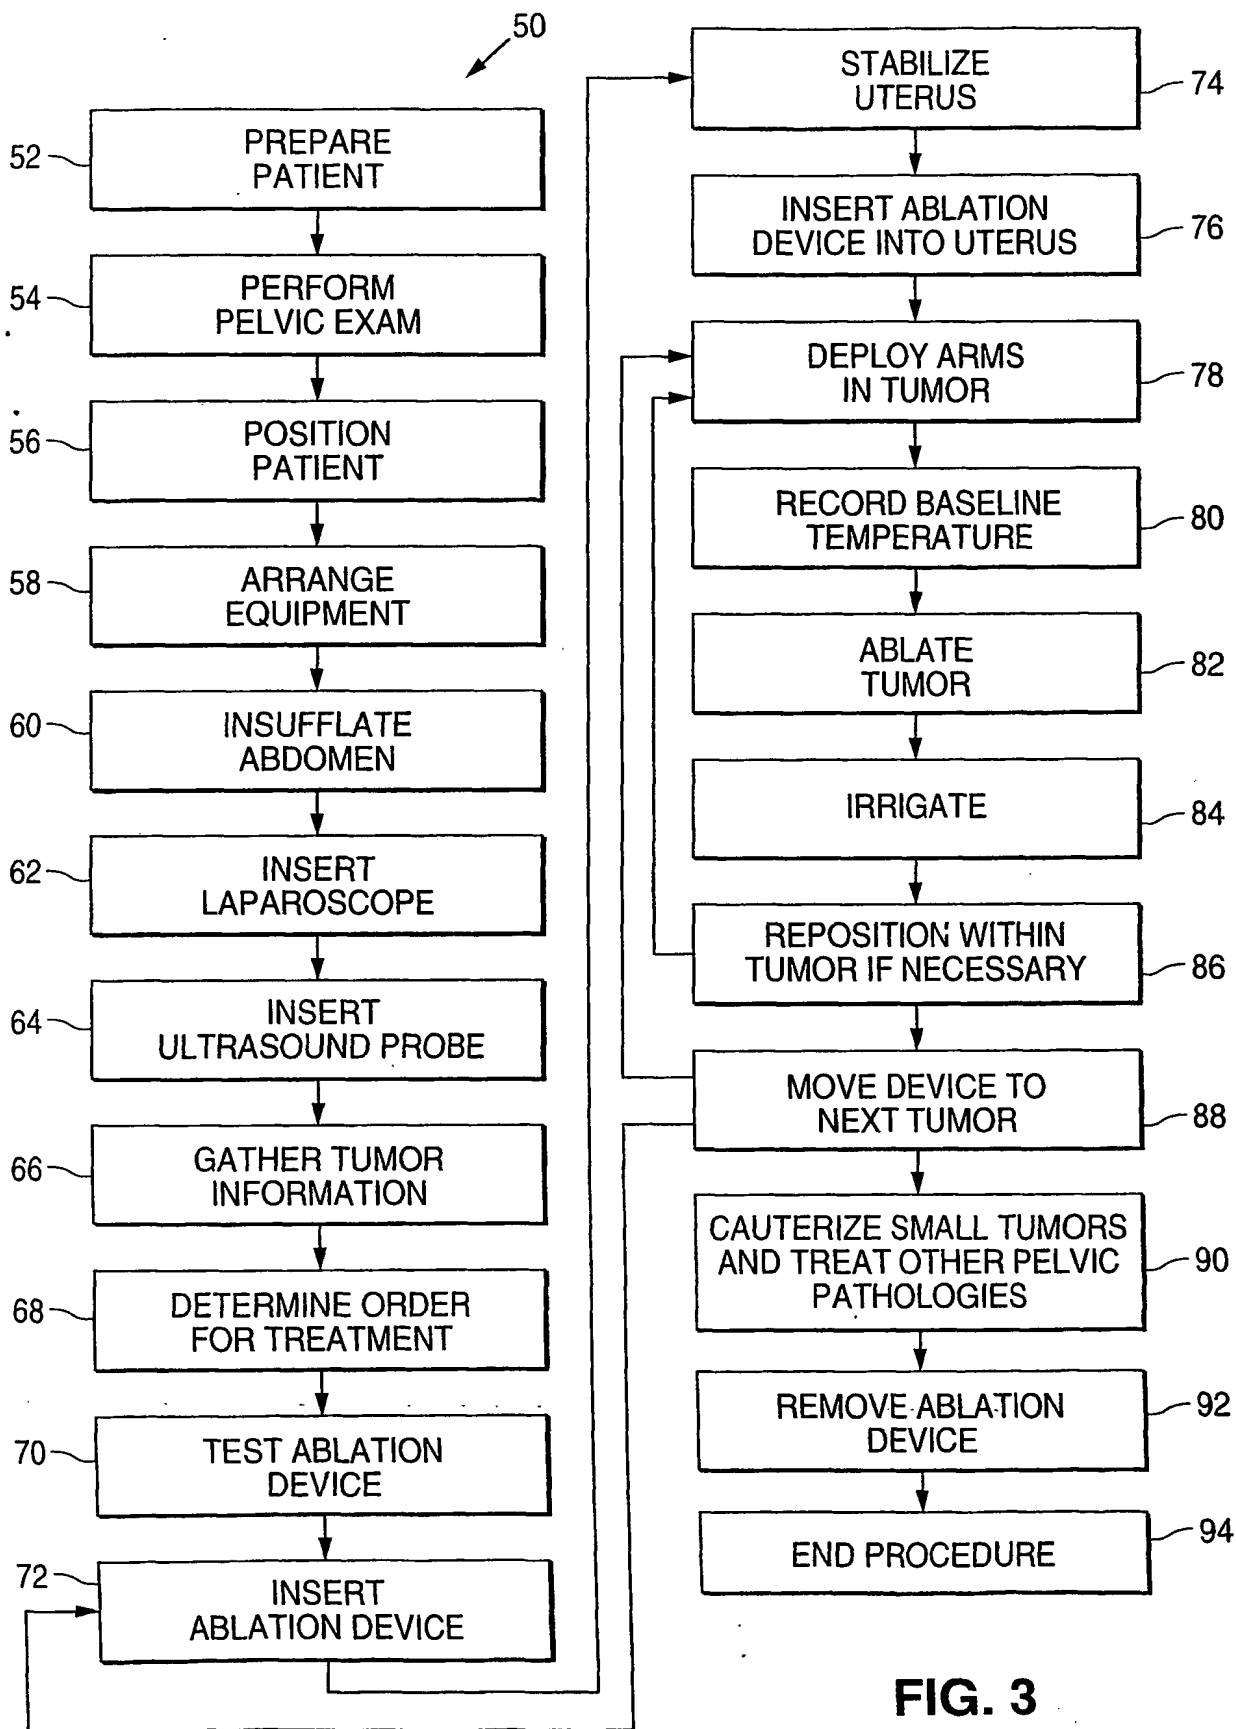 50
52
PREPARE
PATIENT
54
PERFORM
PELVIC EXAM
56
POSITION
PATIENT
58
ARRANGE
EQUIPMENT
60
INSUFFLATE
ABDOMEN
62
INSERT
LAPAROSCOPE
64
INSERT
ULTRASOUND PROBE
66
GATHER TUMOR
INFORMATION
68
DETERMINE ORDER
FOR TREATMENT
70
TEST ABLATION
DEVICE
72
INSERT
ABLATION DEVICE
STABILIZE
UTERUS
74
INSERT ABLATION
DEVICE INTO UTERUS
76
DEPLOY ARMS
IN TUMOR
78
RECORD BASELINE
TEMPERATURE
80
ABLATE
TUMOR
82
IRRIGATE
84
REPOSITION WITHIN
TUMOR IF NECESSARY
86
MOVE DEVICE TO
NEXT TUMOR
88
CAUTERIZE SMALL TUMORS
AND TREAT OTHER PELVIC
PATHOLOGIES
90
REMOVE ABLATION
DEVICE
92
END PROCEDURE
94
FIG. 3